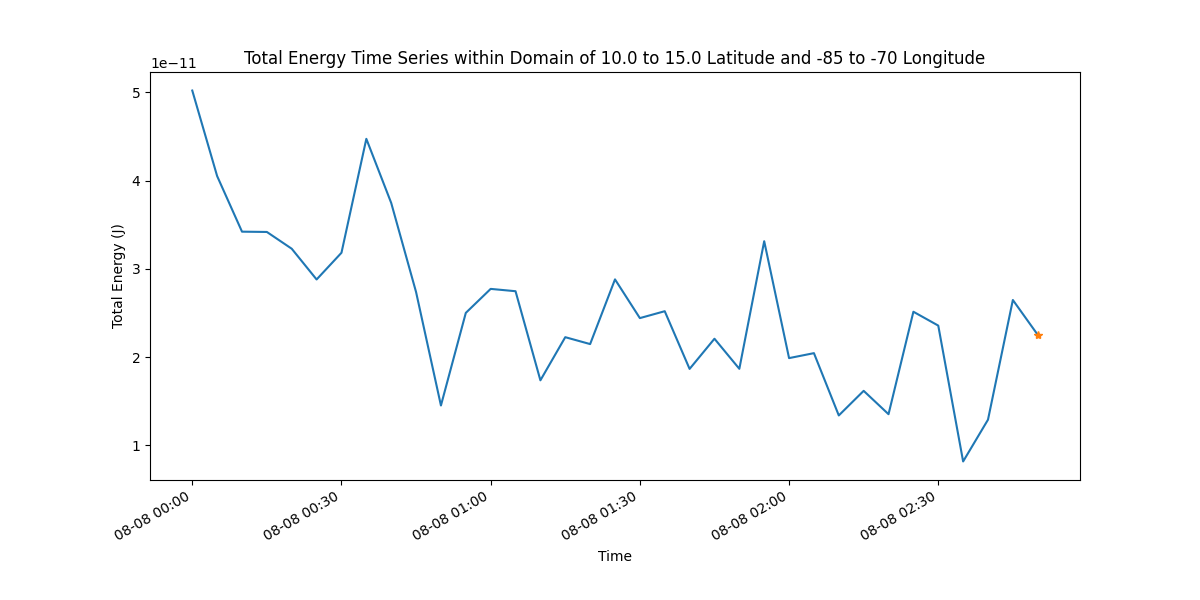 Total Energy Time Series within Domain of 10.0 to 15.0 Latitude and -85 to -70 Longitude
1e−11
5
4
3
2
1
Total Energy (J)
08-08 00:00
08-08 00:30
08-08 01:00
08-08 01:30
08-08 02:00
08-08 02:30
Time